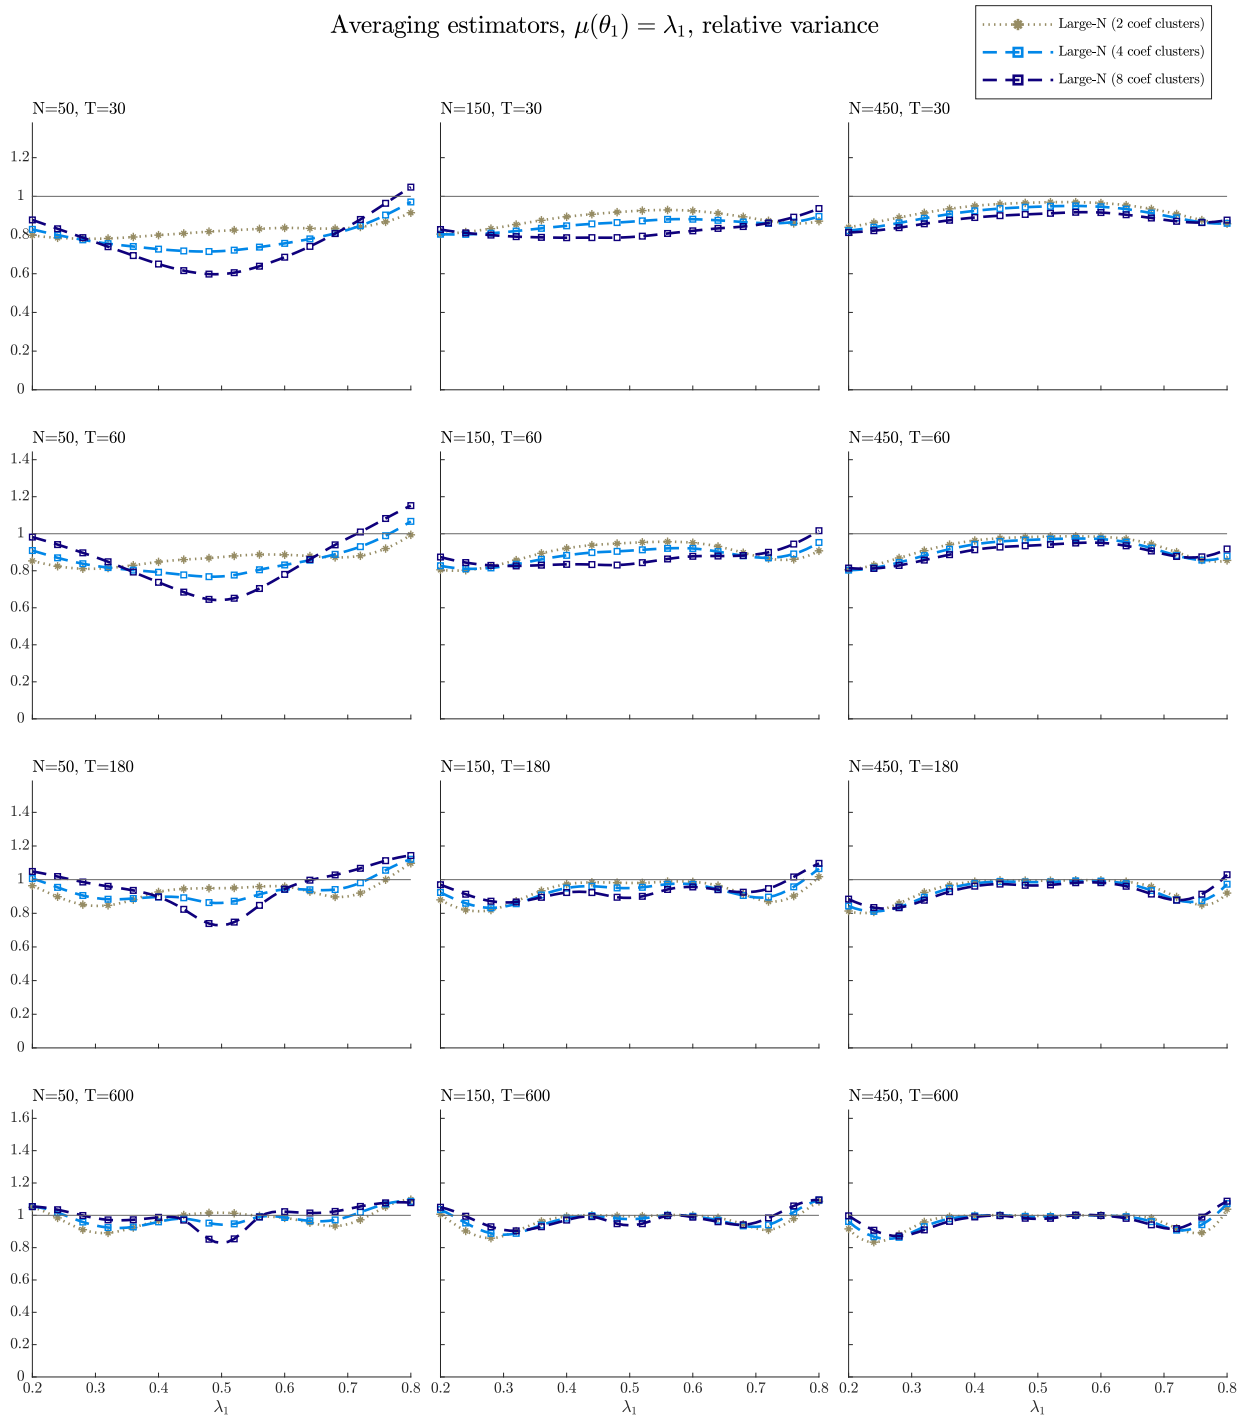 Averaging estimators, μ(θ₁) = λ₁, relative variance
Large-N (2 coef clusters)
Large-N (4 coef clusters)
Large-N (8 coef clusters)
N=50, T=30
N=150, T=30
N=450, T=30
1.2
1
0.8
0.6
0.4
0.2
0
N=50, T=60
N=150, T=60
N=450, T=60
1.4
1.2
1
0.8
0.6
0.4
0.2
0
N=50, T=180
N=150, T=180
N=450, T=180
1.4
1.2
1
0.8
0.6
0.4
0.2
0
N=50, T=600
N=150, T=600
N=450, T=600
1.6
1.4
1.2
1
0.8
0.6
0.4
0.2
0
0.2 0.3 0.4 0.5 0.6 0.7 0.8
0.2 0.3 0.4 0.5 0.6 0.7 0.8
0.2 0.3 0.4 0.5 0.6 0.7 0.8
λ₁
λ₁
λ₁